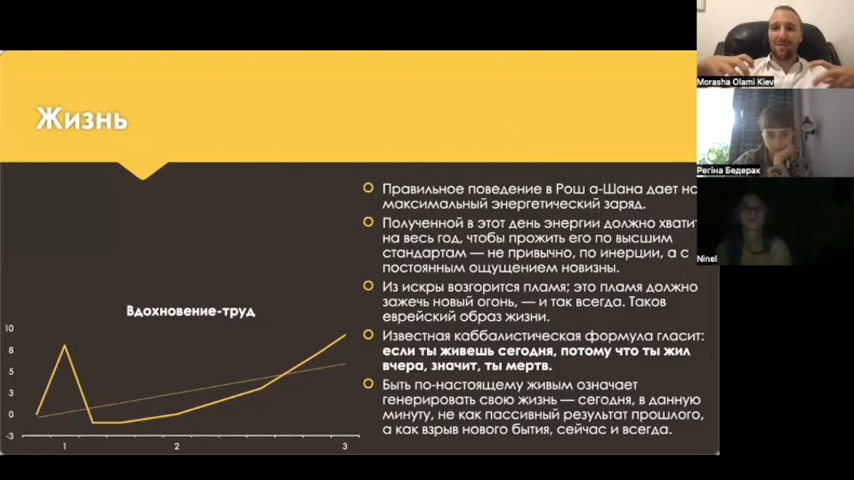 Жизнь
Правильное поведение в Рош а-Шана дает
максимальный энергетический заряд.
Полученной в этот день энергии должно
на весь год, чтобы прожить его по высшим
стандартам — не привычно, по инерции, а с
постоянным ощущением новизны.
Из искры возгорится пламя; это пламя должно
зажечь новый огонь, — и так всегда. Таков
еврейский образ жизни.
Известная каббалистическая формула гласит:
если ты живешь сегодня, потому что ты жил
вчера, значит, ты мертв.
Быть по-настоящему живым означает
генерировать свою жизнь — сегодня, в данную
минуту, не как пассивный результат прошлого,
а как взрыв нового бытия, сейчас и всегда.
Вдохновение-труд
10
8
5
3
0
-3
1 2 3
Morasha Olami Kiev
Регіна Бедерак
Ninel